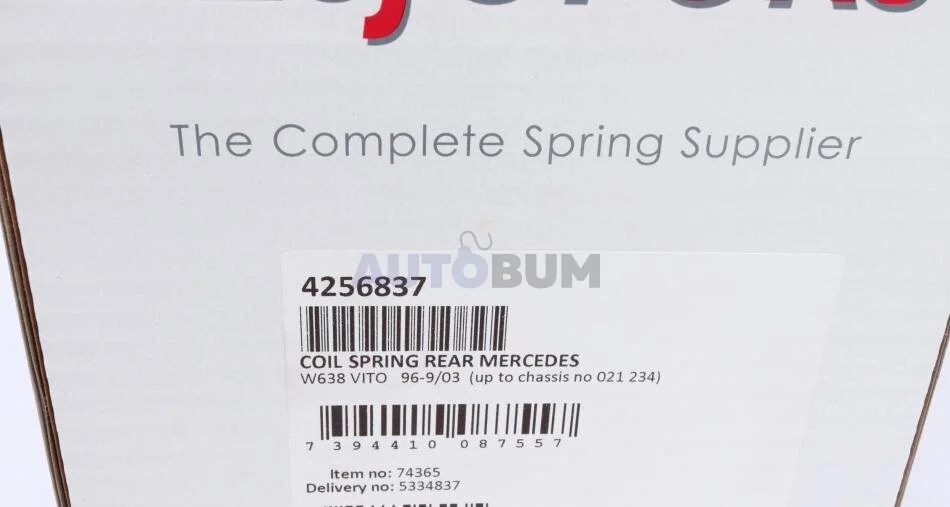 The Complete Spring Supplier
AUTOBUM
4256837
COIL SPRING REAR MERCEDES
W638 VITO 96-9/03 (up to chassis no 021 234)
7 394410 087557
Item no: 74365
Delivery no: 5334837